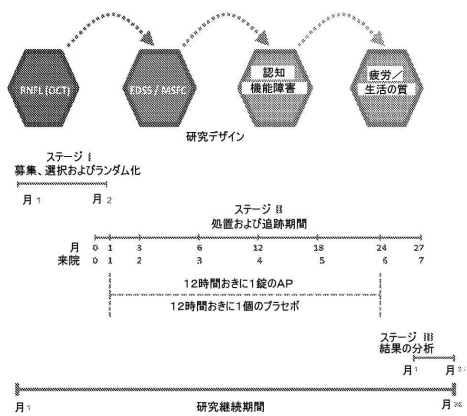 RNFL (OCT)
EDSS / MSFC
認知
機能障害
疲労／
生活の質
研究デザイン
ステージ I
募集、選択およびランダム化
月 1 月 2
ステージ II
処置および追跡期間
月 0 1 3 6 12 18 24 27
来院 0 1 2 3 4 5 6 7
12時間おきに1錠のAP
12時間おきに1個のプラセボ
ステージ III
結果の分析
月1 月
月1 研究継続期間 月36